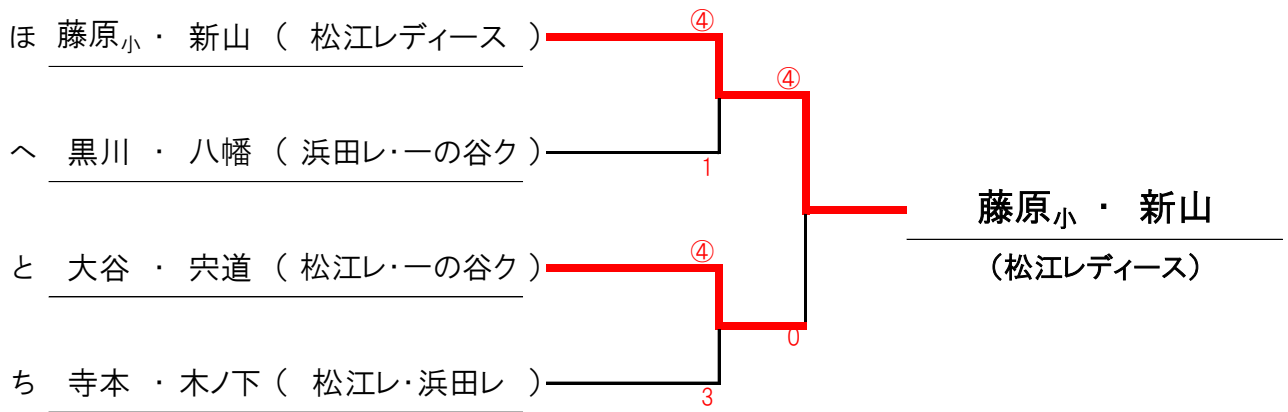 ほ 藤原小 ・ 新山 ( 松江レディース )
④
④
へ 黒川 ・ 八幡 ( 浜田レ・一の谷ク )
1
藤原小 ・ 新山
(松江レディース)
と 大谷 ・ 宍道 ( 松江レ・一の谷ク )
④
0
ち 寺本 ・ 木ノ下 ( 松江レ・浜田レ )
3